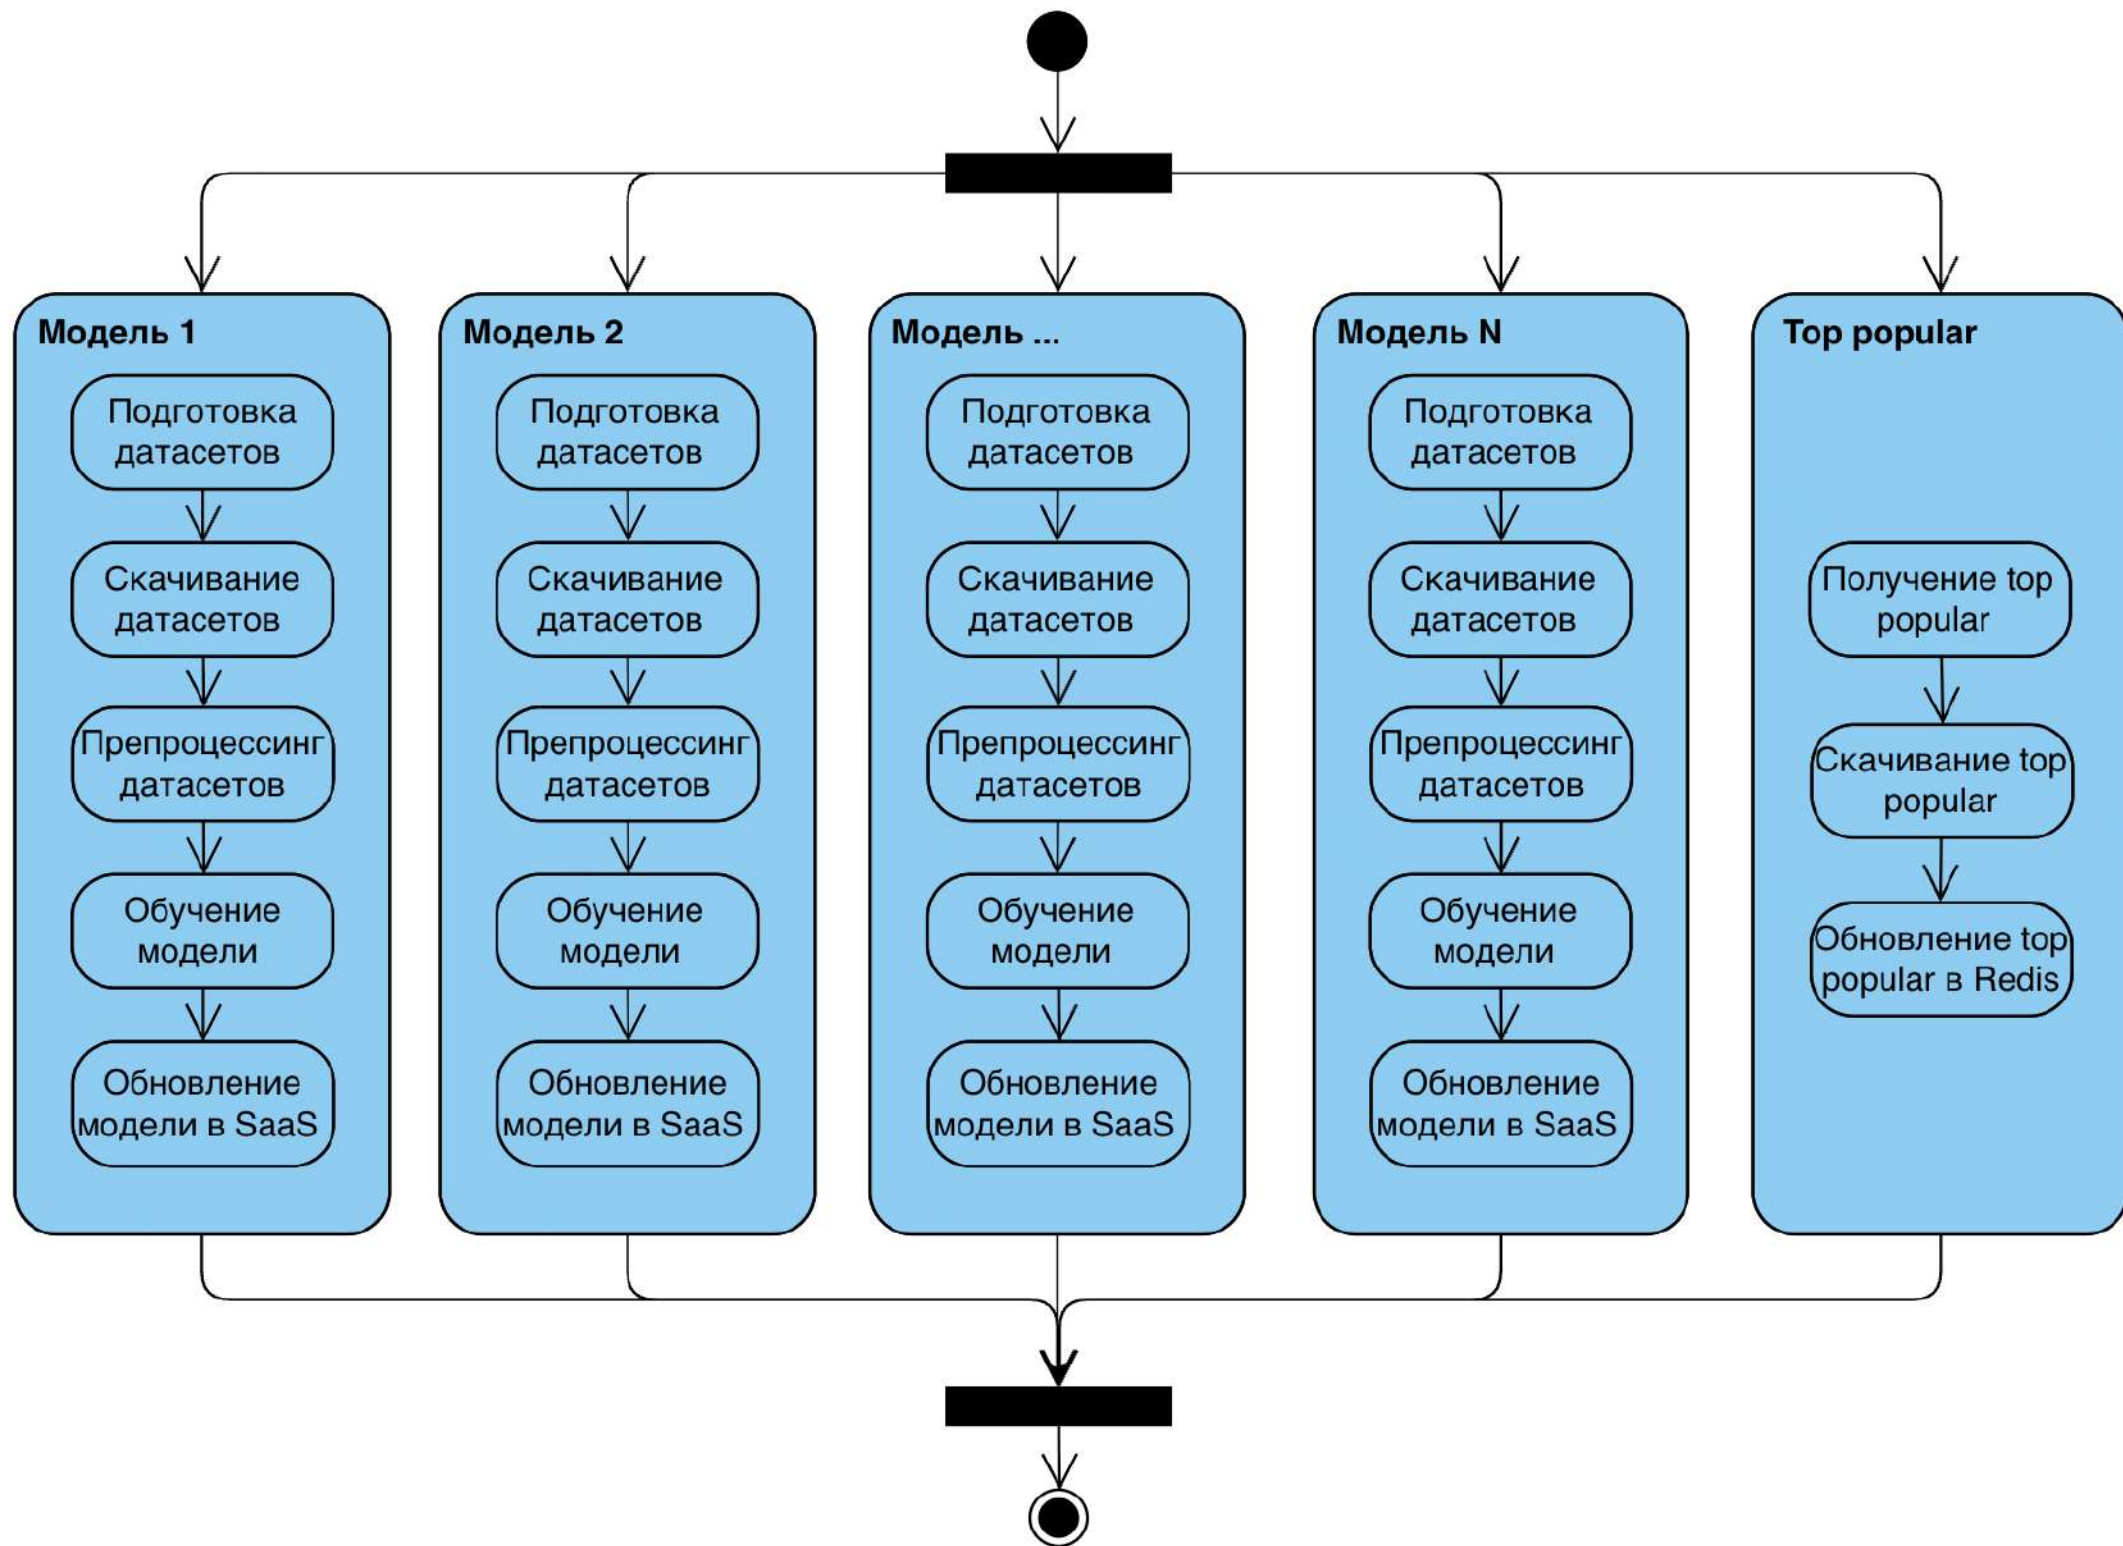 Модель 1
Подготовка
датасетов
Скачивание
датасетов
Препроцессинг
датасетов
Обучение
модели
Обновление
модели в SaaS
Модель 2
Подготовка
датасетов
Скачивание
датасетов
Препроцессинг
датасетов
Обучение
модели
Обновление
модели в SaaS
Модель ...
Подготовка
датасетов
Скачивание
датасетов
Препроцессинг
датасетов
Обучение
модели
Обновление
модели в SaaS
Модель N
Подготовка
датасетов
Скачивание
датасетов
Препроцессинг
датасетов
Обучение
модели
Обновление
модели в SaaS
Top popular
Получение top
popular
Скачивание top
popular
Обновление top
popular в Redis